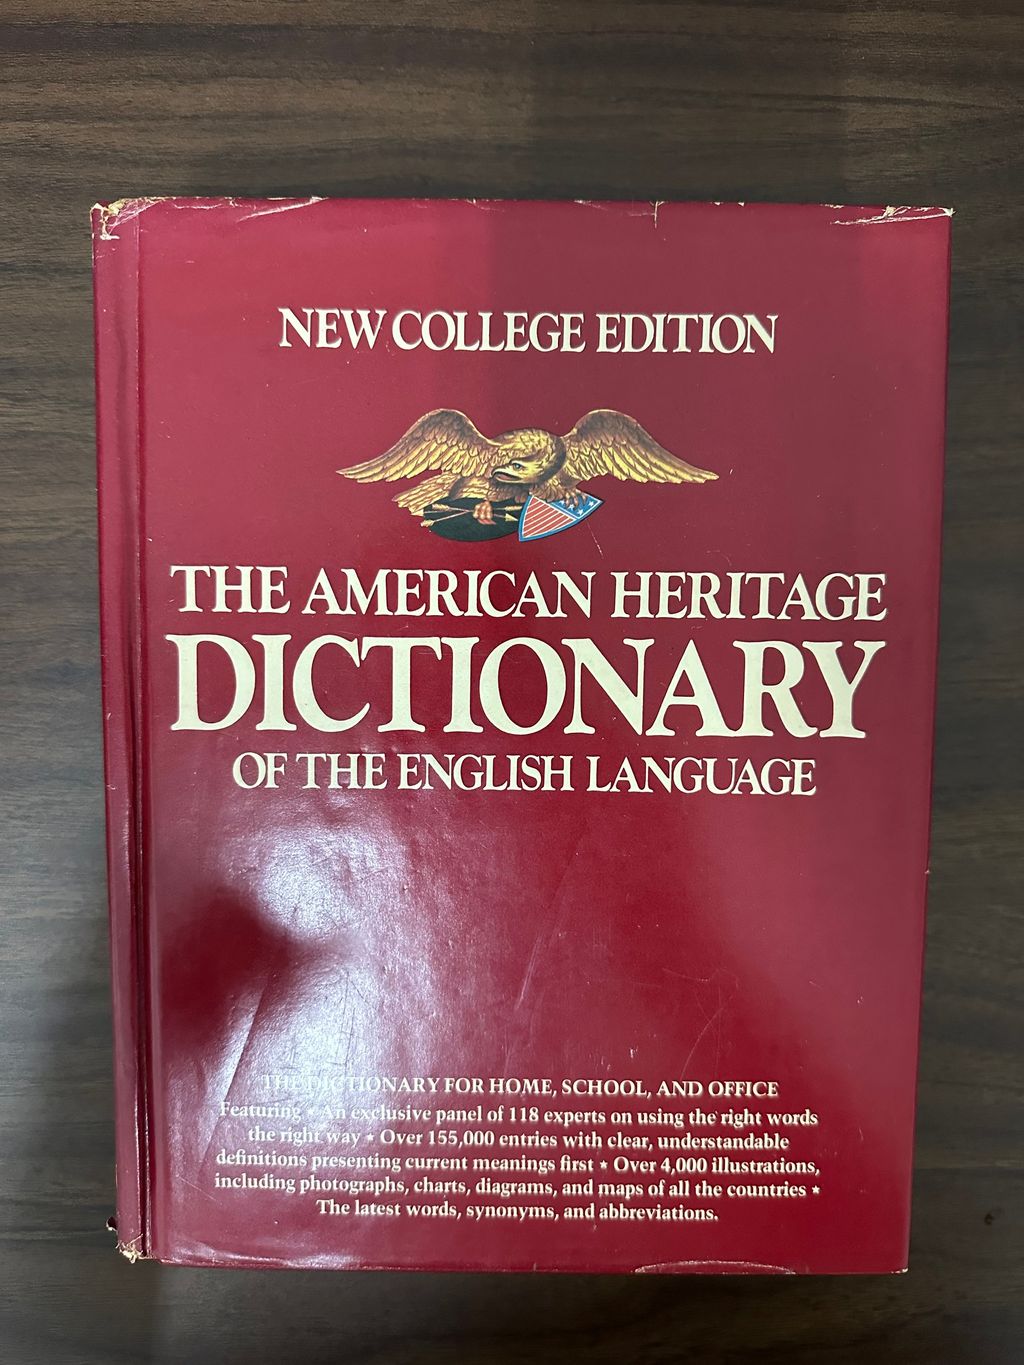 NEW COLLEGE EDITION
THE AMERICAN HERITAGE
DICTIONARY
OF THE ENGLISH LANGUAGE
THE DICTIONARY FOR HOME, SCHOOL, AND OFFICE
Featuring ★ An exclusive panel of 118 experts on using the right words
the right way ★ Over 155,000 entries with clear, understandable
definitions presenting current meanings first ★ Over 4,000 illustrations,
including photographs, charts, diagrams, and maps of all the countries ★
The latest words, synonyms, and abbreviations.